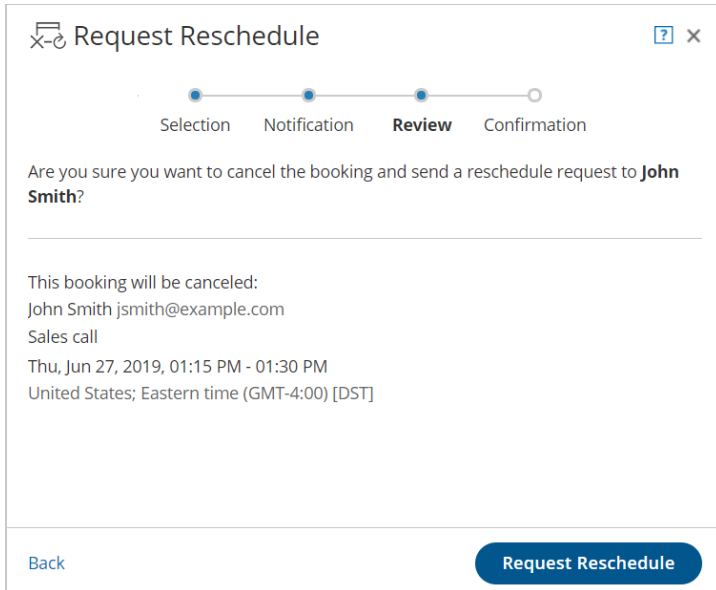 Request Reschedule
?
Selection Notification Review Confirmation
Are you sure you want to cancel the booking and send a reschedule request to John
Smith?
This booking will be canceled:
John Smith jsmith@example.com
Sales call
Thu, Jun 27, 2019, 01:15 PM - 01:30 PM
United States; Eastern time (GMT-4:00) [DST]
Back Request Reschedule